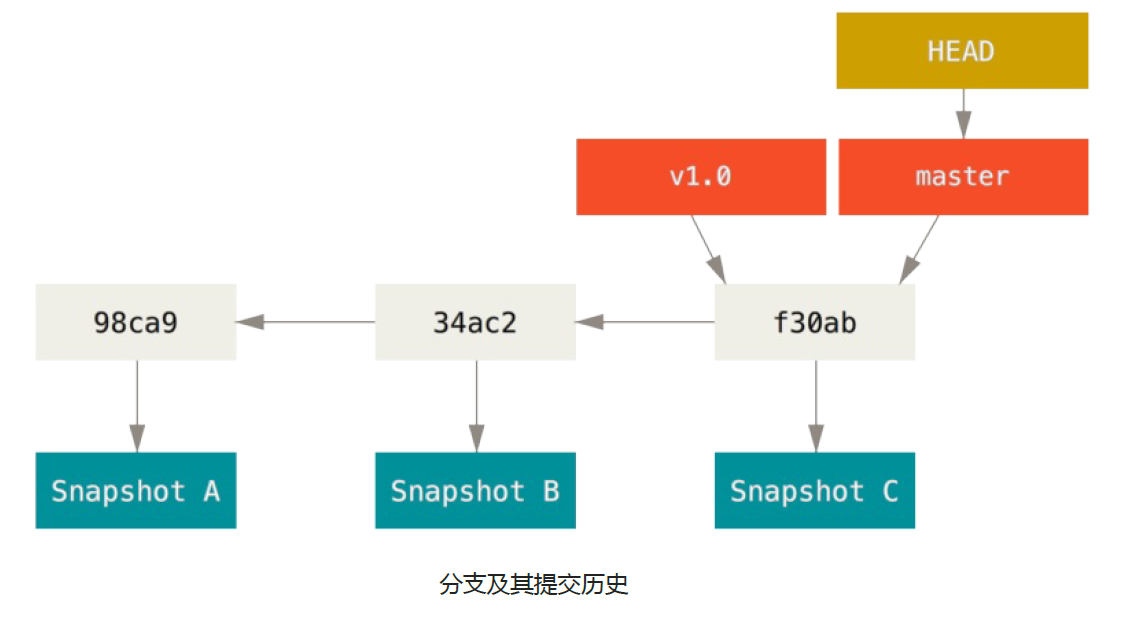 HEAD
v1.0 master
98ca9 34ac2 f30ab
Snapshot A Snapshot B Snapshot C
分支及其提交历史